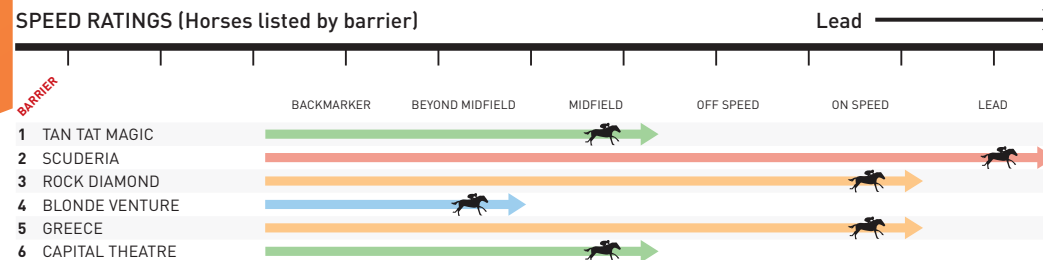 SPEED RATINGS (Horses listed by barrier) Lead
BARRIER
BACKMARKER BEYOND MIDFIELD MIDFIELD OFF SPEED ON SPEED LEAD
1 TAN TAT MAGIC
2 SCUDERIA
3 ROCK DIAMOND
4 BLONDE VENTURE
5 GREECE
6 CAPITAL THEATRE